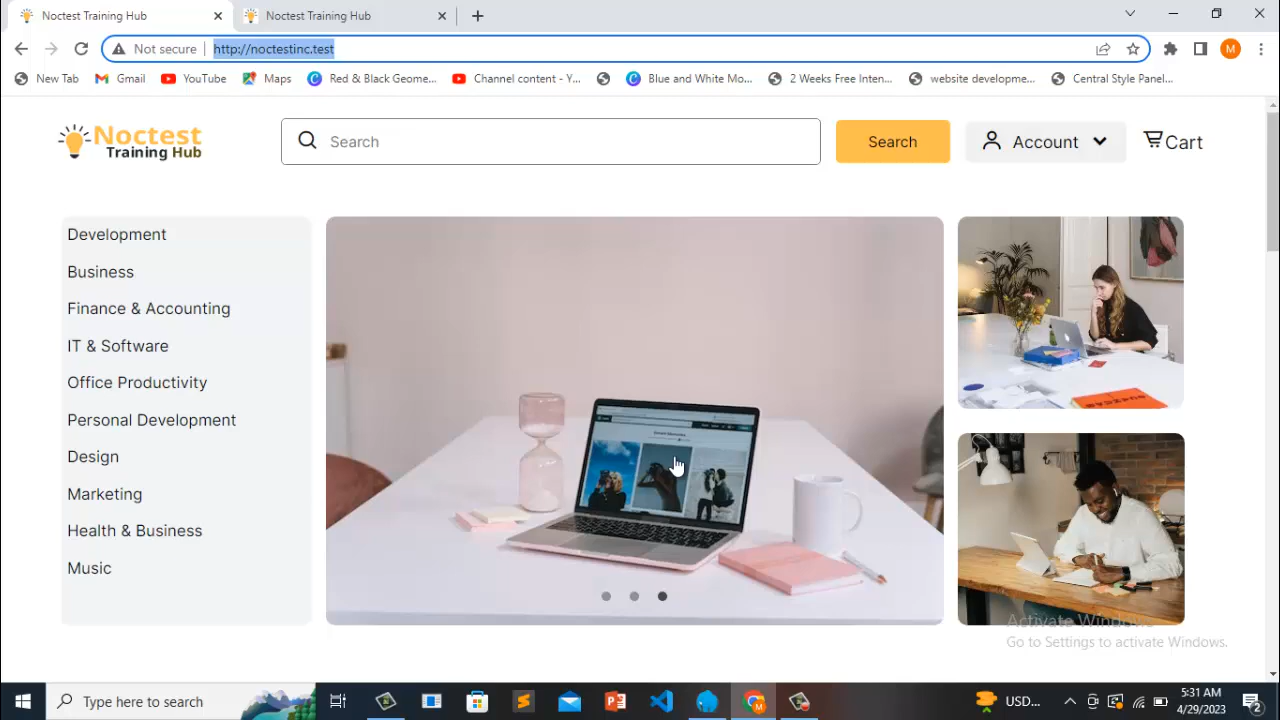 Noctest Training Hub
Noctest Training Hub
Not secure
http://noctestinc.test
M
New Tab
Gmail
YouTube
Maps
Red & Black Geome...
Channel content - Y...
Blue and White Mo...
2 Weeks Free Inten...
website developme...
Central Style Panel...
Noctest
Training Hub
Search
Search
Account
Cart
Development
Business
Finance & Accounting
IT & Software
Office Productivity
Personal Development
Design
Marketing
Health & Business
Music
Activate Windows
Go to Settings to activate Windows.
Type here to search
USD...
5:31 AM
4/29/2023
2